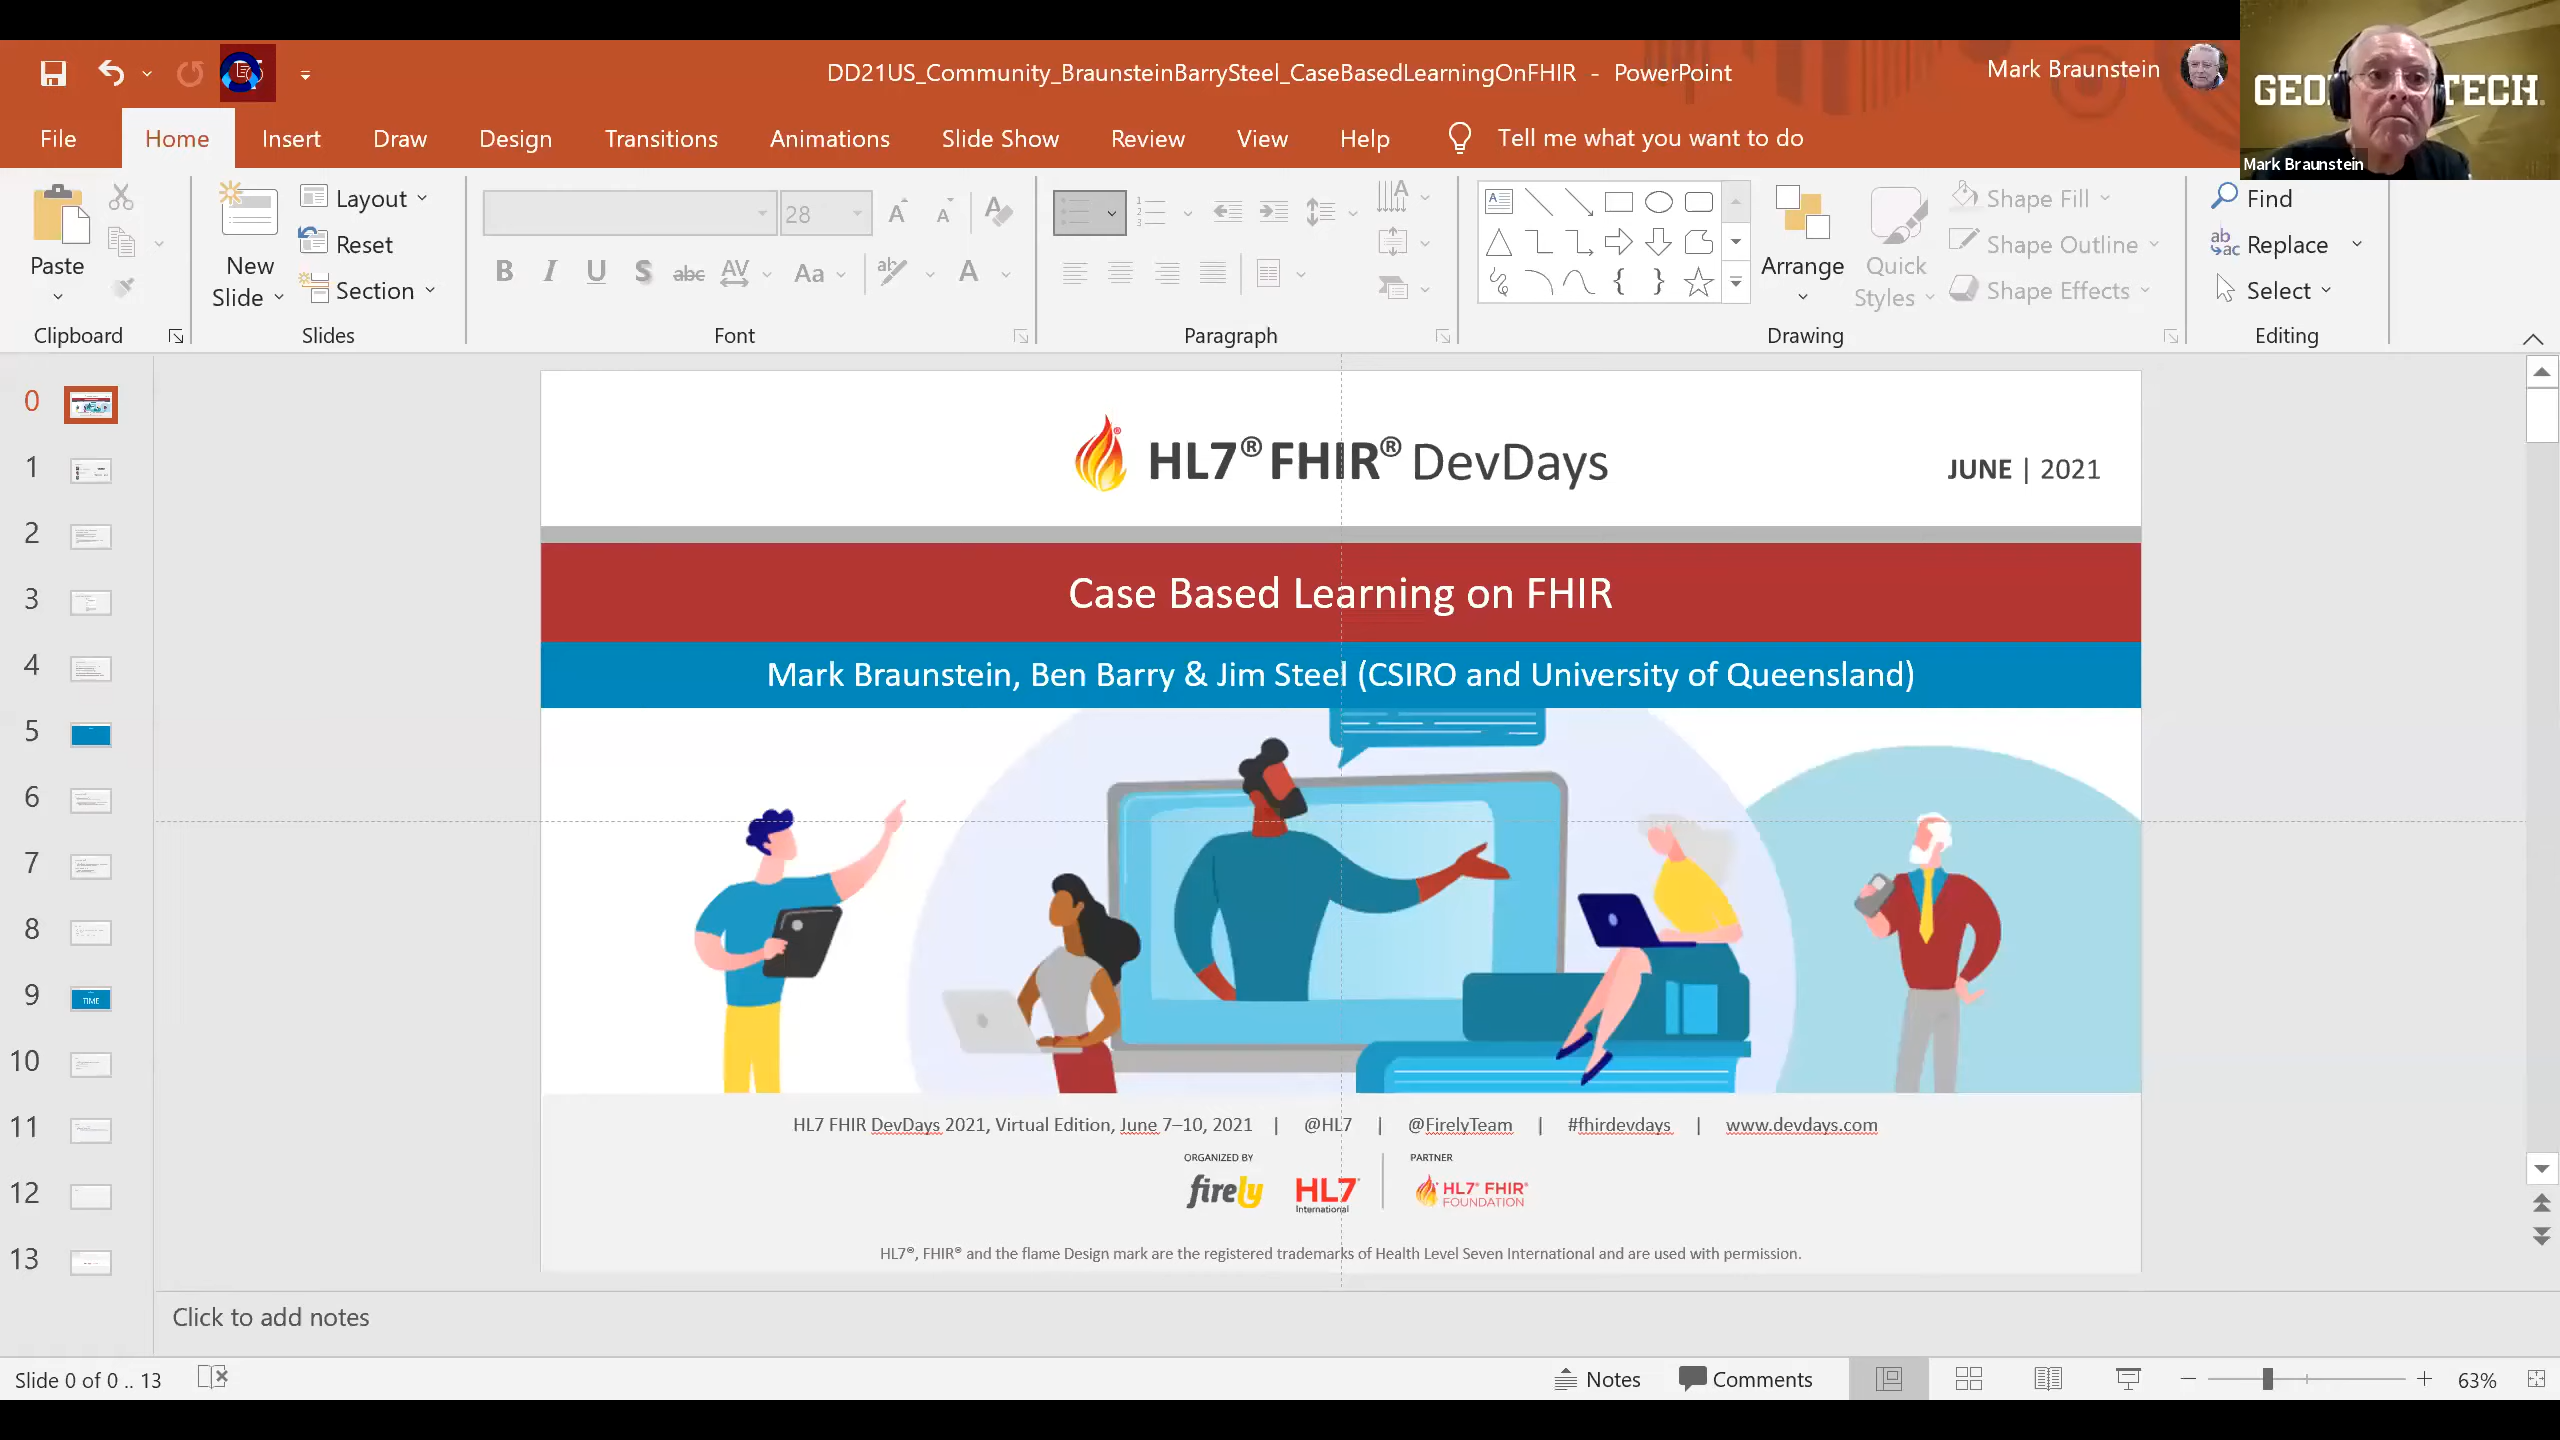 DD21US_Community_BraunsteinBarrySteel_CaseBasedLearningOnFHIR - PowerPoint
Mark Braunstein
TECH.
Mark Braunstein
File Home Insert Draw Design Transitions Animations Slide Show Review View Help Tell me what you want to do
Paste
Clipboard
New Slide
Layout
Reset
Section
Slides
28
B I U S abc AV Aa A
Font
Paragraph
Arrange
Quick Styles
Shape Fill
Shape Outline
Shape Effects
Drawing
Find
Replace
Select
Editing
0
1
2
3
4
5
6
7
8
9
TIME
10
11
12
13
HL7® FHIR® DevDays
JUNE | 2021
Case Based Learning on FHIR
Mark Braunstein, Ben Barry & Jim Steel (CSIRO and University of Queensland)
HL7 FHIR DevDays 2021, Virtual Edition, June 7–10, 2021 | @HL7 | @FirelyTeam | #fhirdevdays | www.devdays.com
ORGANIZED BY
PARTNER
firely
HL7
International
HL7® FHIR®
FOUNDATION
HL7®, FHIR® and the flame Design mark are the registered trademarks of Health Level Seven International and are used with permission.
Click to add notes
Slide 0 of 0 .. 13
Notes
Comments
63%